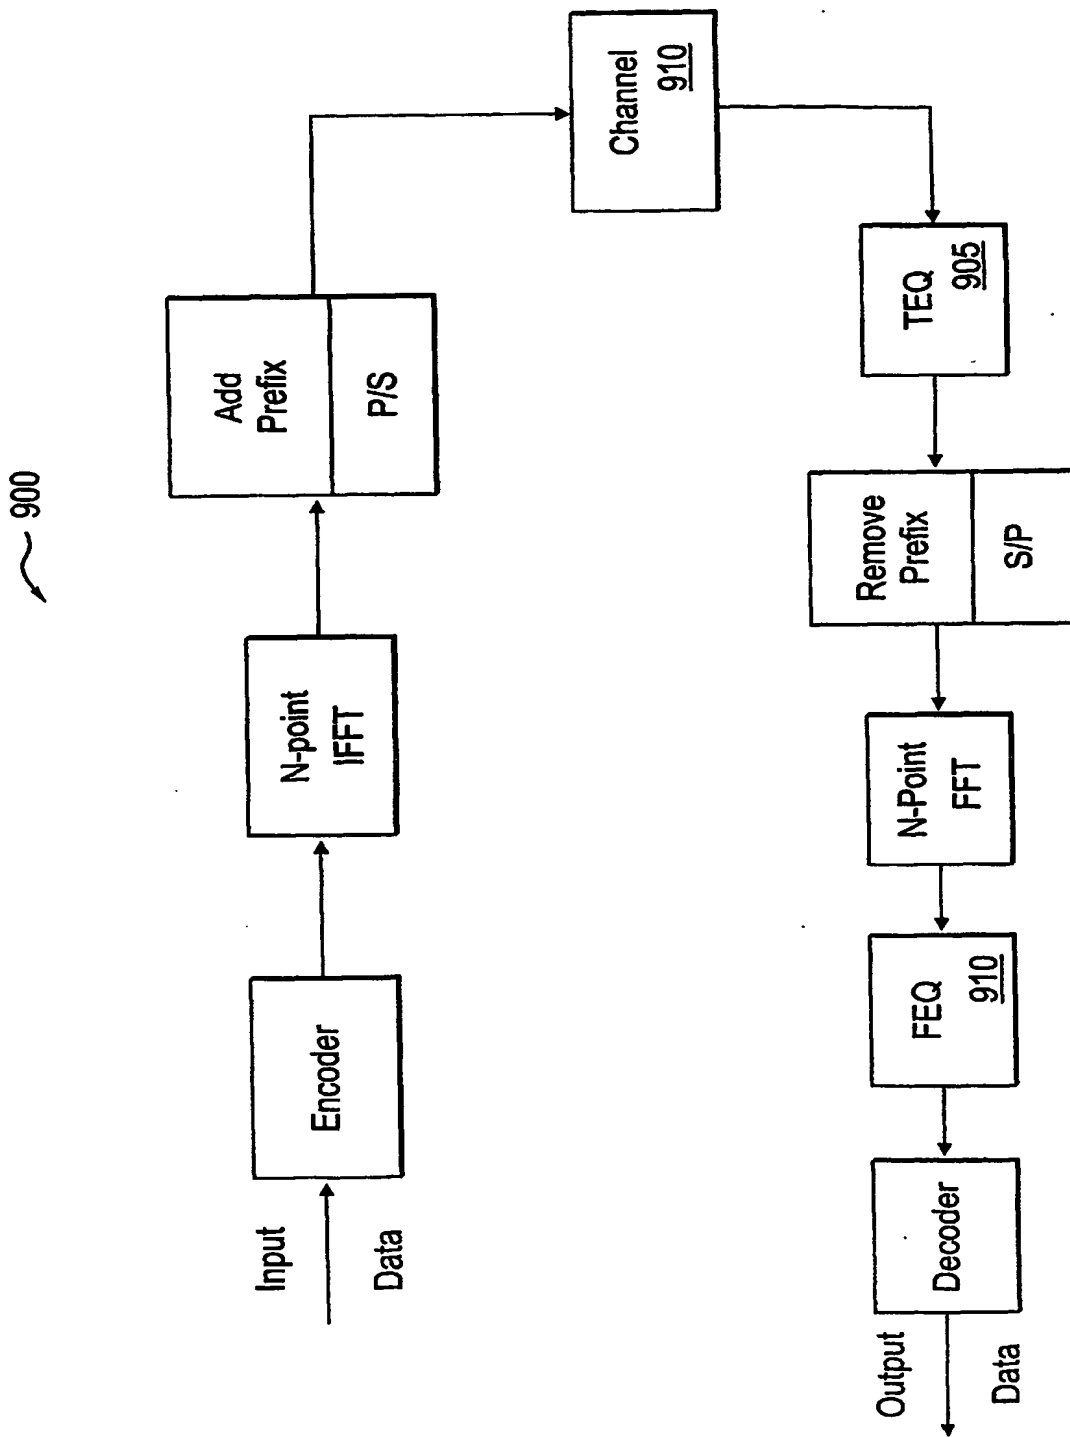 900
Input
Data
Encoder
N-point
IFFT
Add
Prefix
P/S
Channel
910
TEQ
905
Remove
Prefix
S/P
N-Point
FFT
FEQ
910
Decoder
Output
Data